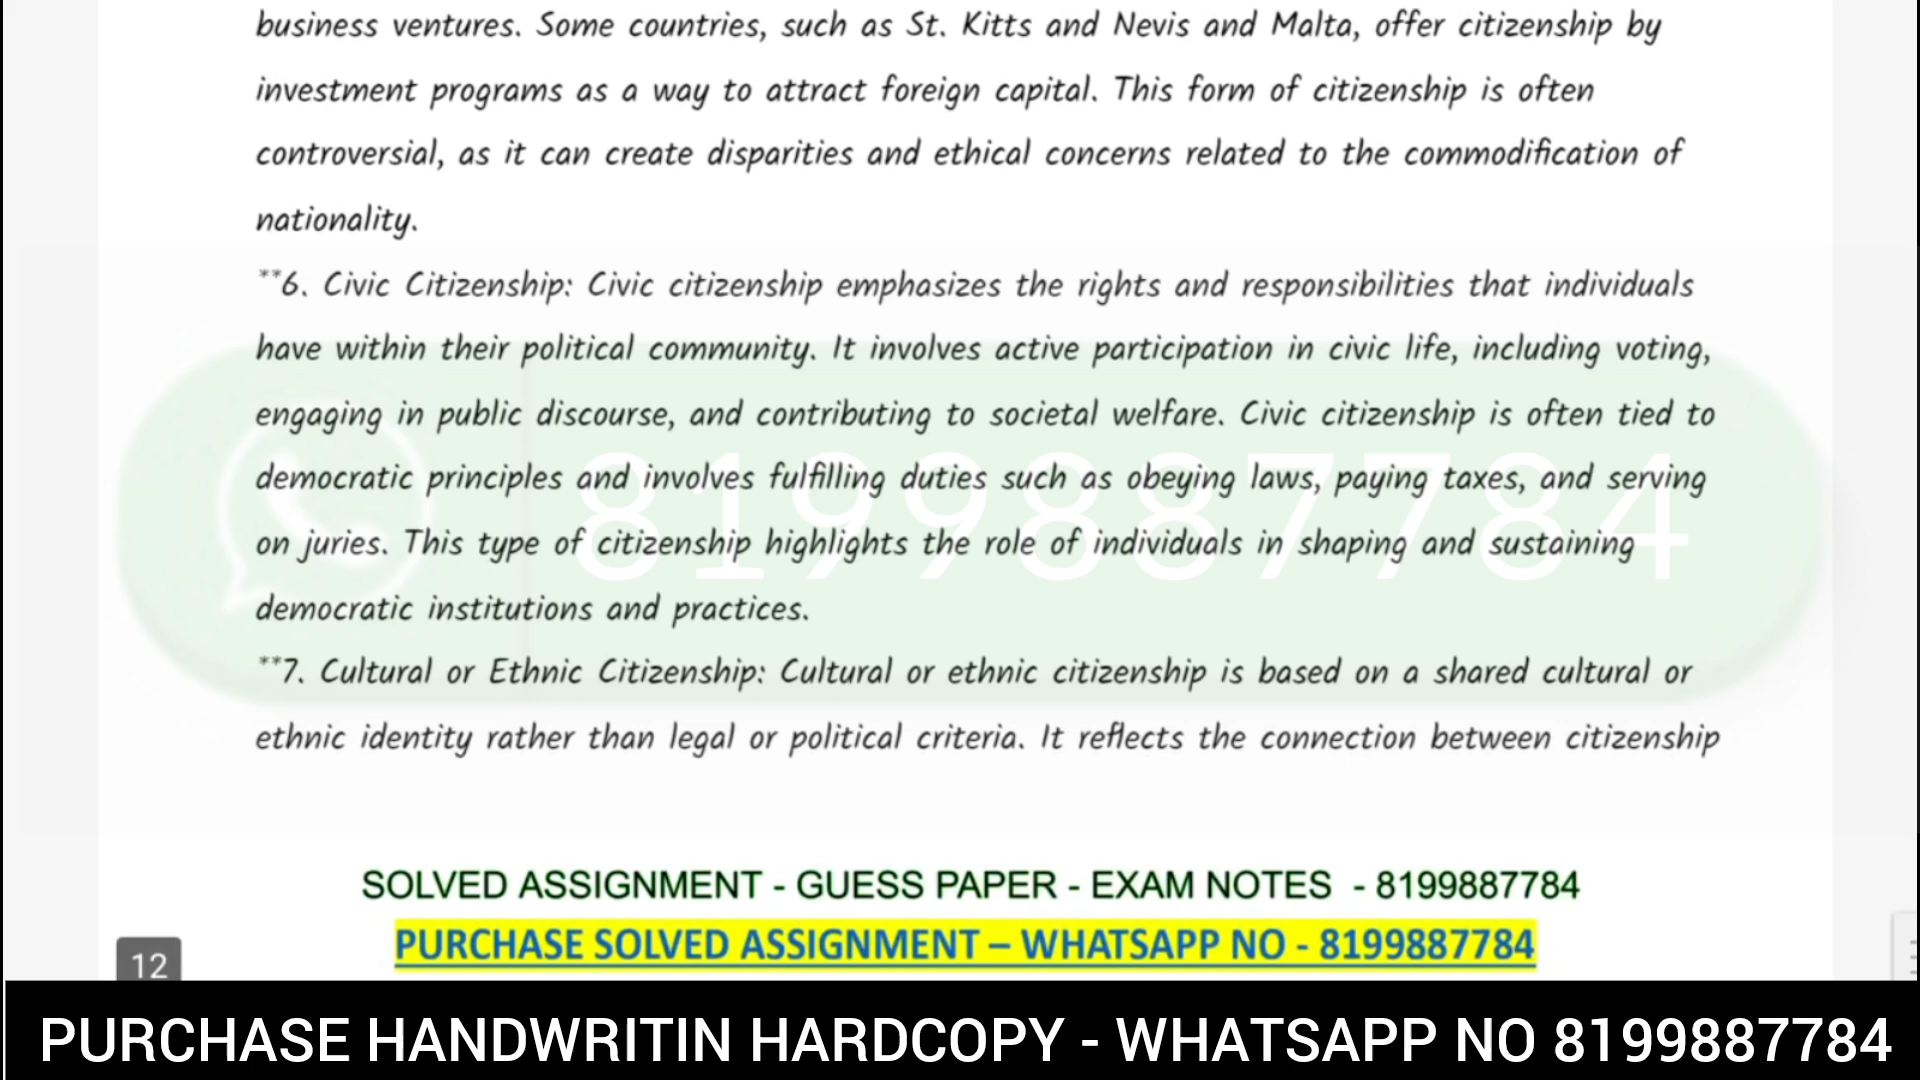 business ventures. Some countries, such as St. Kitts and Nevis and Malta, offer citizenship by
investment programs as a way to attract foreign capital. This form of citizenship is often
controversial, as it can create disparities and ethical concerns related to the commodification of
nationality.
**6. Civic Citizenship: Civic citizenship emphasizes the rights and responsibilities that individuals
have within their political community. It involves active participation in civic life, including voting,
engaging in public discourse, and contributing to societal welfare. Civic citizenship is often tied to
democratic principles and involves fulfilling duties such as obeying laws, paying taxes, and serving
8199887784
on juries. This type of citizenship highlights the role of individuals in shaping and sustaining
democratic institutions and practices.
**7. Cultural or Ethnic Citizenship: Cultural or ethnic citizenship is based on a shared cultural or
ethnic identity rather than legal or political criteria. It reflects the connection between citizenship
SOLVED ASSIGNMENT - GUESS PAPER - EXAM NOTES - 8199887784
PURCHASE SOLVED ASSIGNMENT – WHATSAPP NO - 8199887784
12
PURCHASE HANDWRITIN HARDCOPY - WHATSAPP NO 8199887784